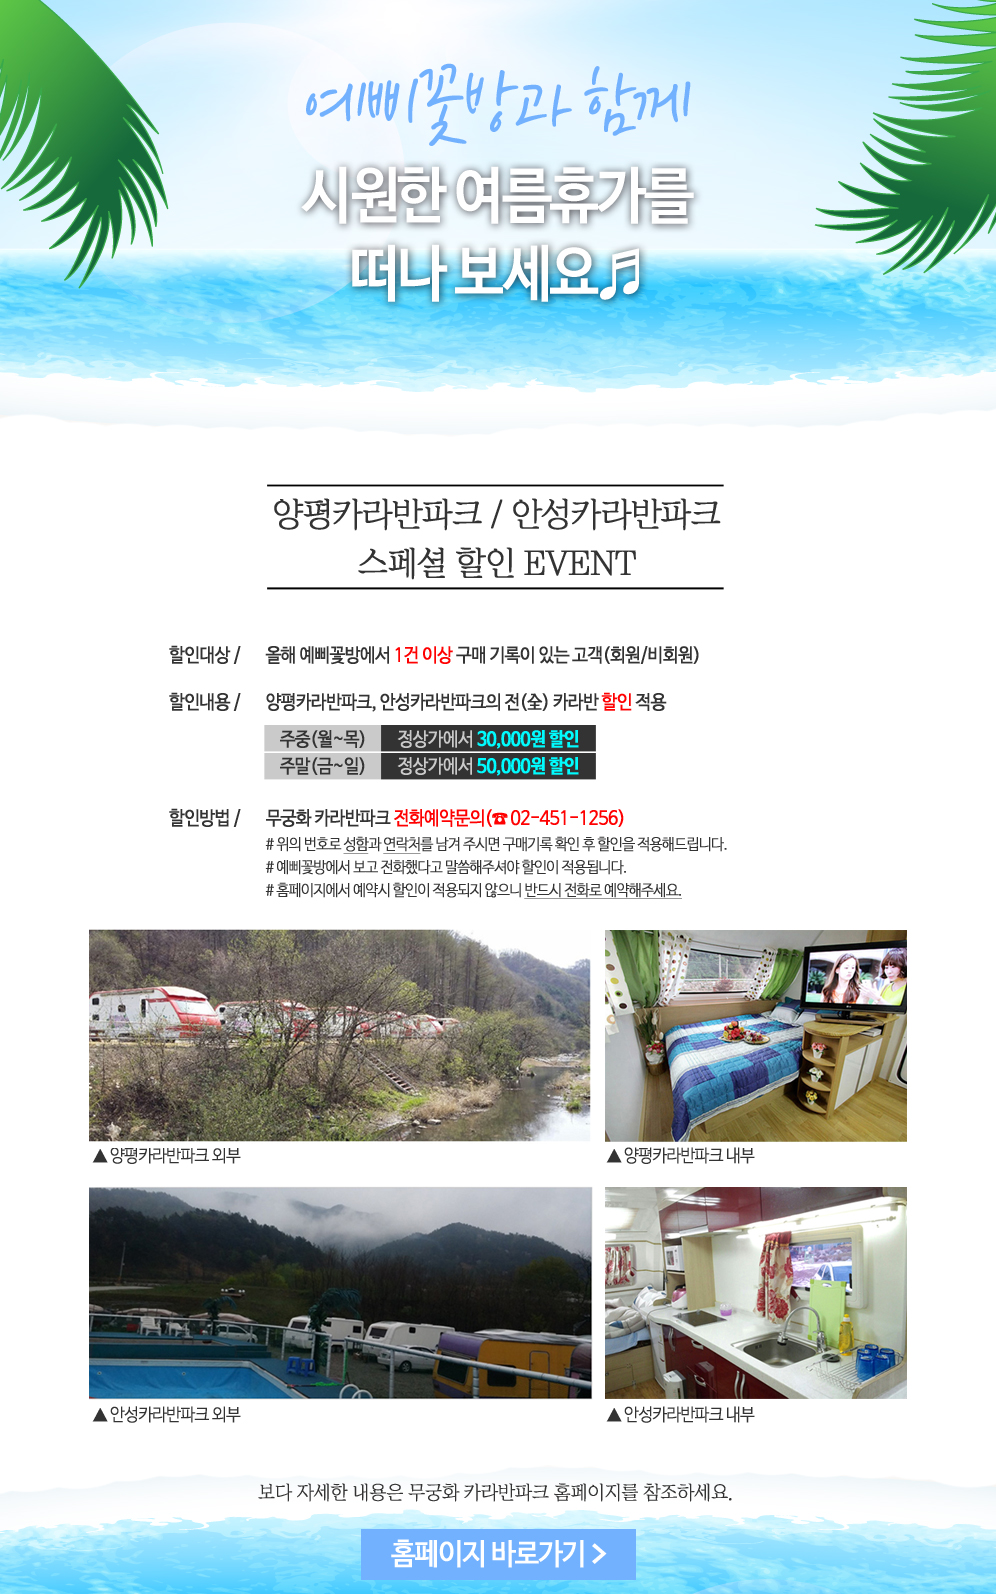 예삐꽃방과 함께
시원한 여름휴가를
떠나 보세요♬
양평카라반파크 / 안성카라반파크
스페셜 할인 EVENT
할인대상 / 올해 예삐꽃방에서 1건 이상 구매 기록이 있는 고객(회원/비회원)
할인내용 / 양평카라반파크, 안성카라반파크의 전(全) 카라반 할인 적용
주중(월~목) 정상가에서 30,000원 할인
주말(금~일) 정상가에서 50,000원 할인
할인방법 / 무궁화 카라반파크 전화예약문의(☎ 02-451-1256)
# 위의 번호로 성함과 연락처를 남겨 주시면 구매기록 확인 후 할인을 적용해드립니다.
# 예삐꽃방에서 보고 전화했다고 말씀해주셔야 할인이 적용됩니다.
# 홈페이지에서 예약시 할인이 적용되지 않으니 반드시 전화로 예약해주세요.
▲ 양평카라반파크 외부
▲ 양평카라반파크 내부
▲ 안성카라반파크 외부
▲ 안성카라반파크 내부
보다 자세한 내용은 무궁화 카라반파크 홈페이지를 참조하세요.
홈페이지 바로가기 >